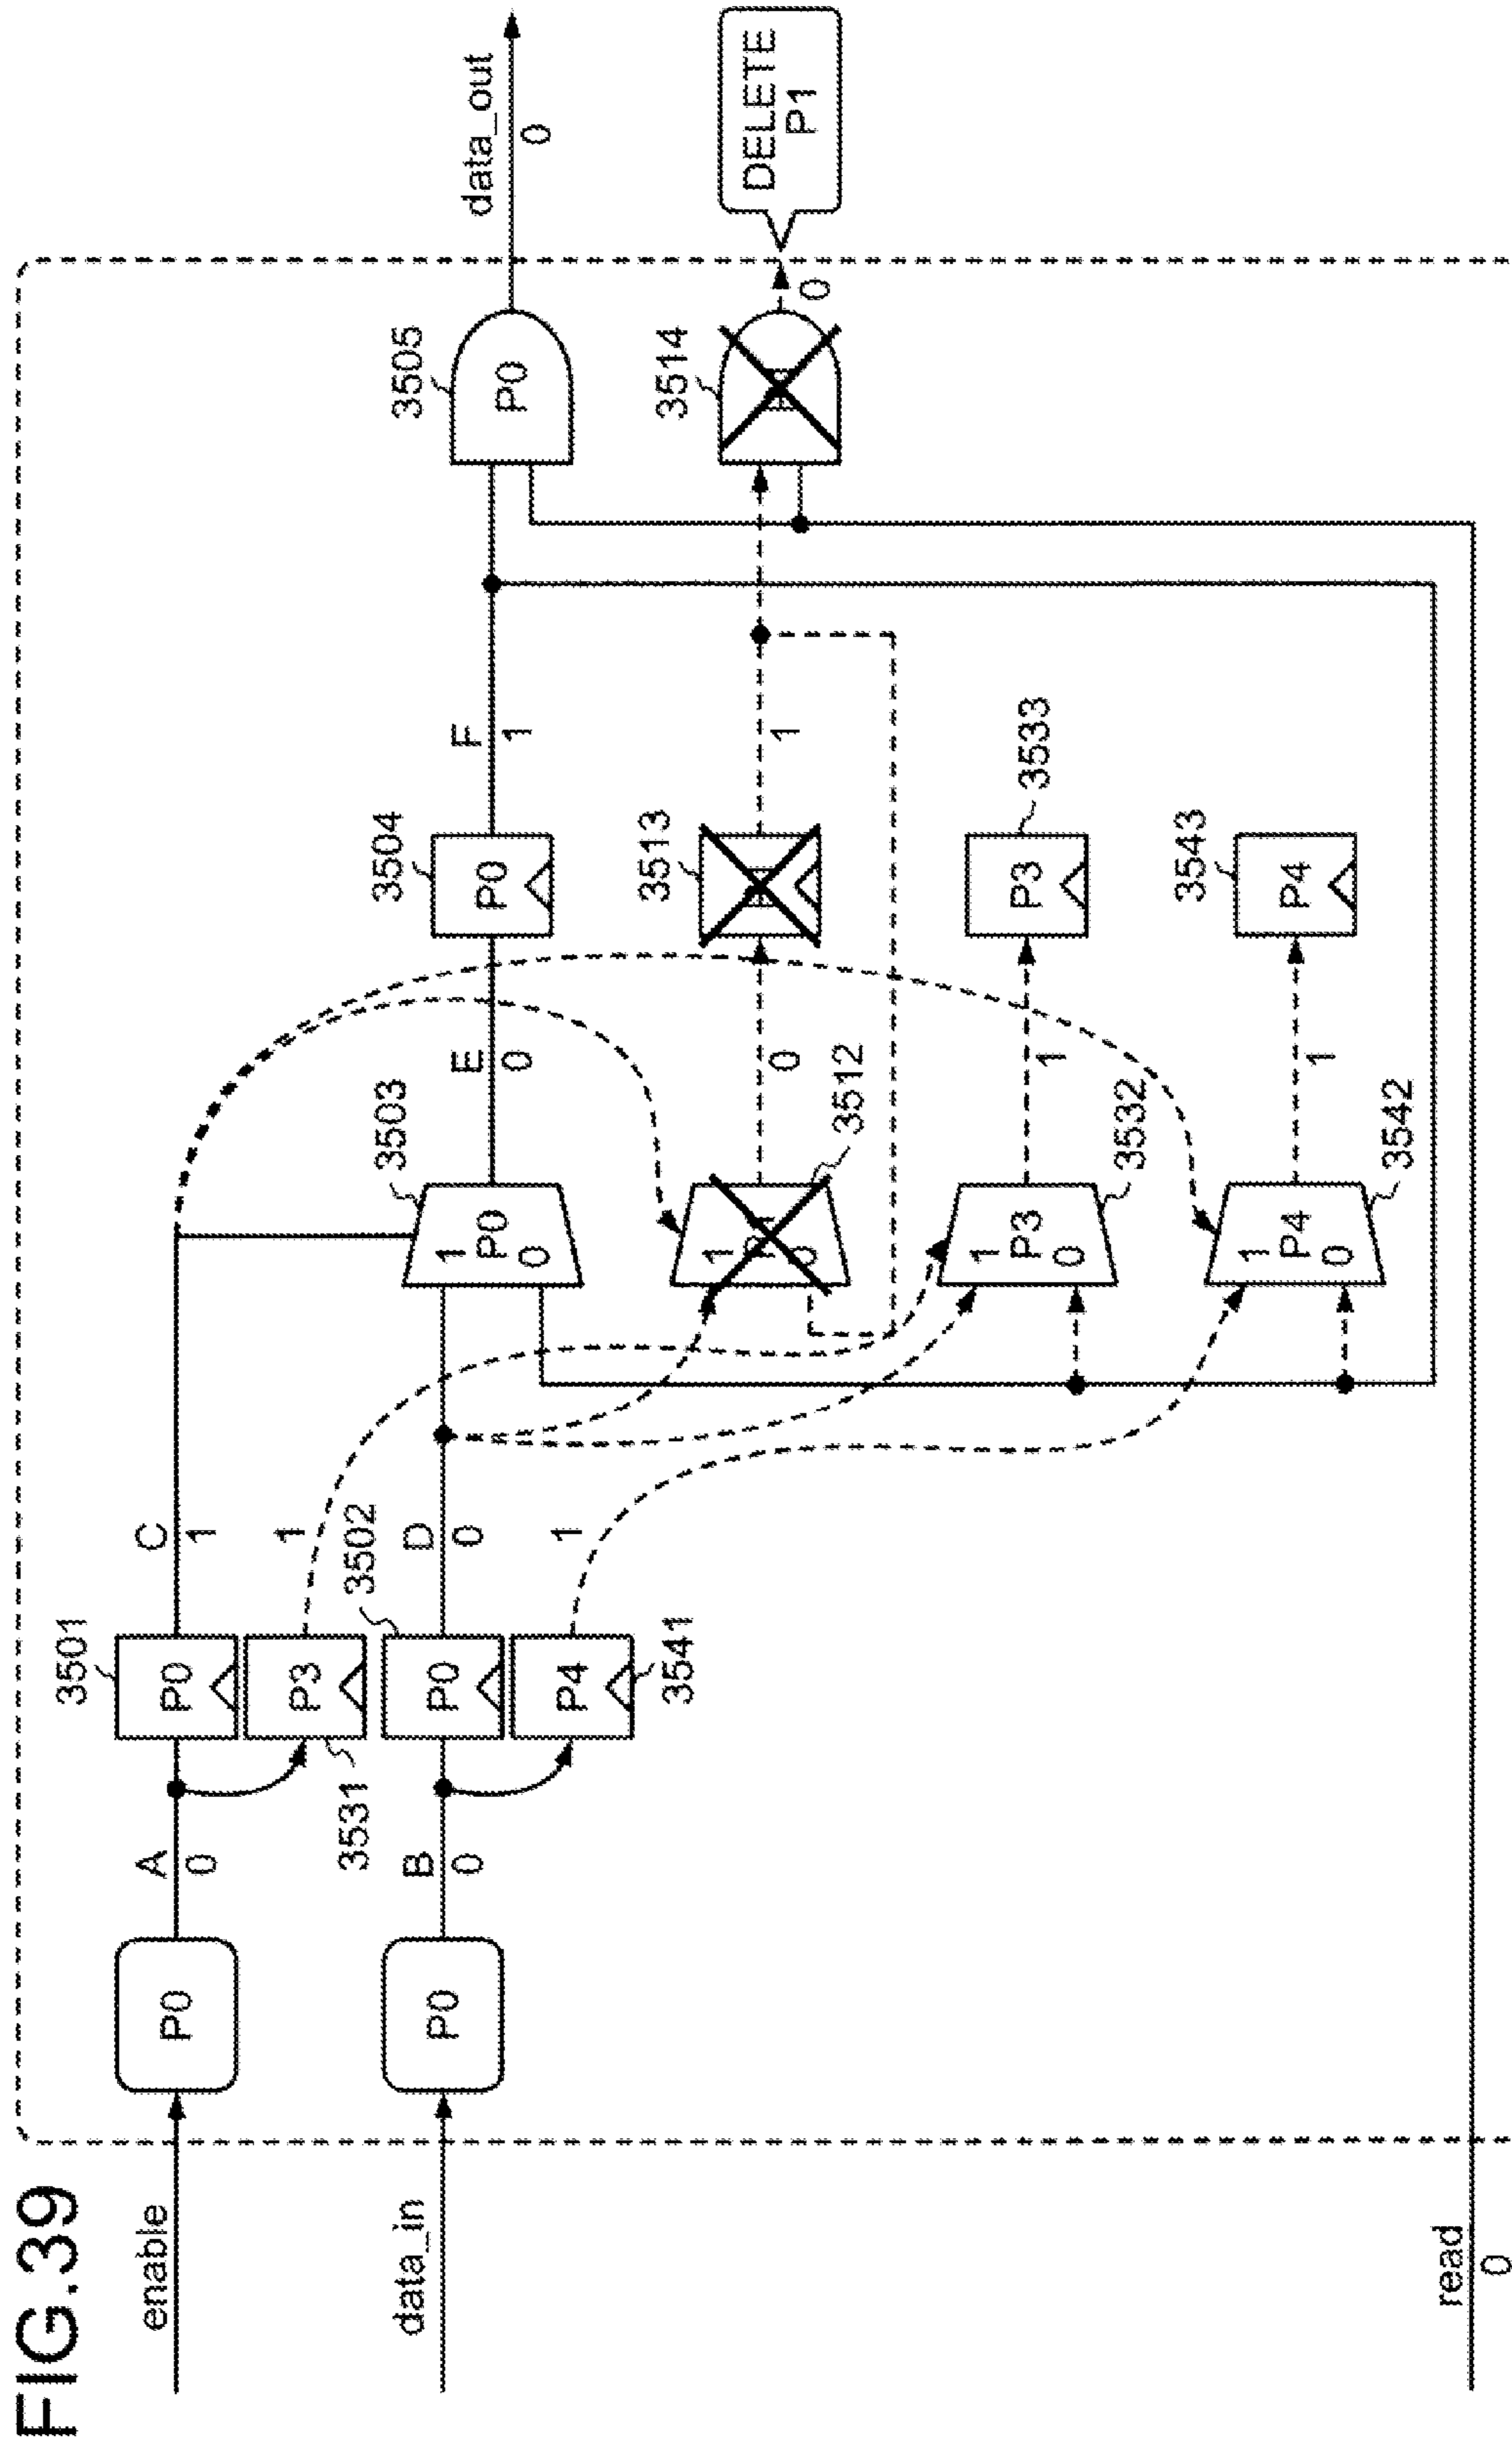 FIG.39
enable
P0
A
0
3501
P0
C
1
P3
3531
1
data_in
P0
B
0
3502
P0
D
0
P4
3541
1
3503
1
P0
0
E
0
3504
P0
F
1
3505
P0
data_out
0
1
0
3512
0
3513
1
3514
0
DELETE
P1
1
P3
0
3532
1
P3
3533
1
P4
0
3542
1
P4
3543
read
0